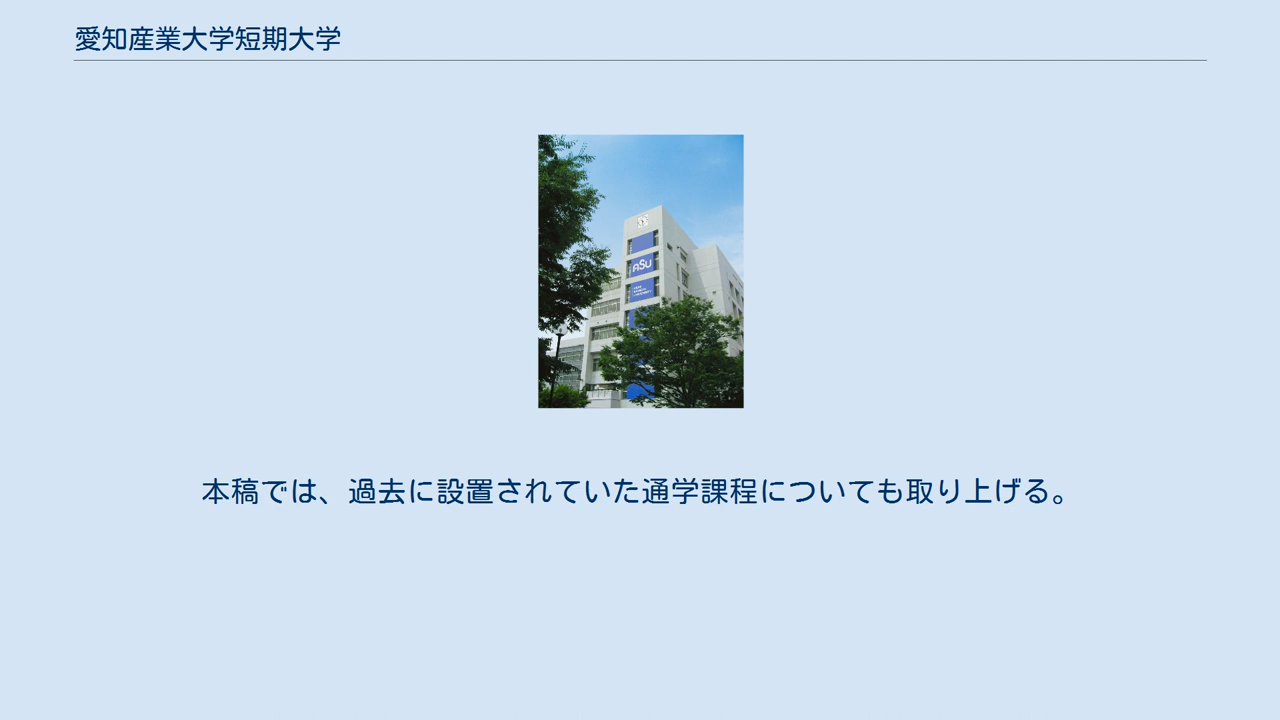 愛知産業大学短期大学
ASU
本稿では、過去に設置されていた通学課程についても取り上げる。